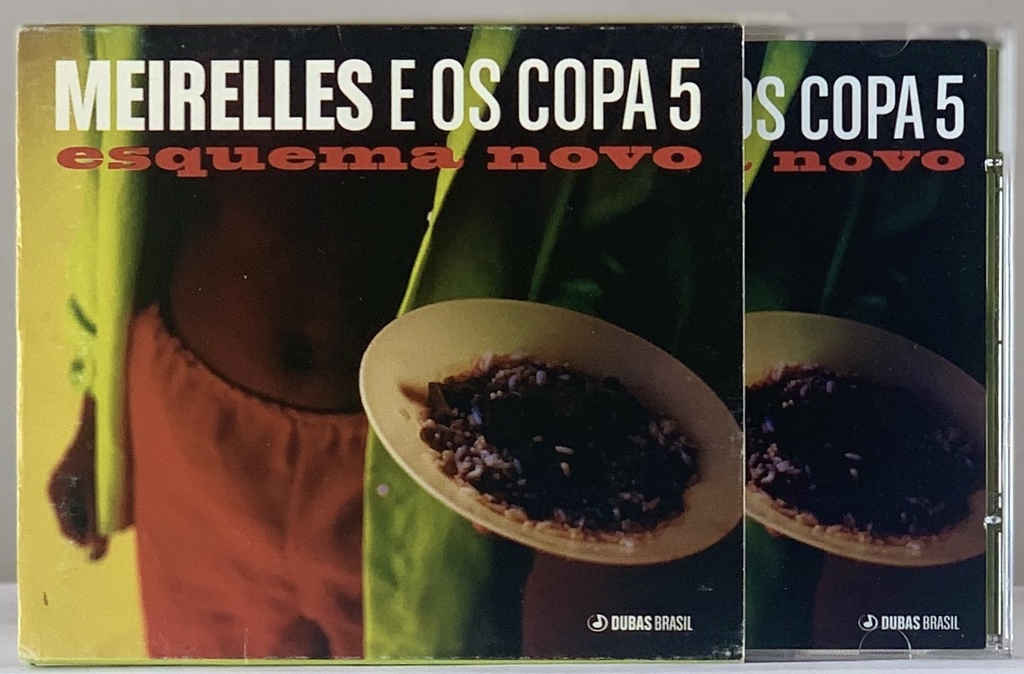 MEIRELLES E OS COPA 5
esquema novo
DUBAS BRASIL
OS COPA 5
novo
DUBAS BRASIL